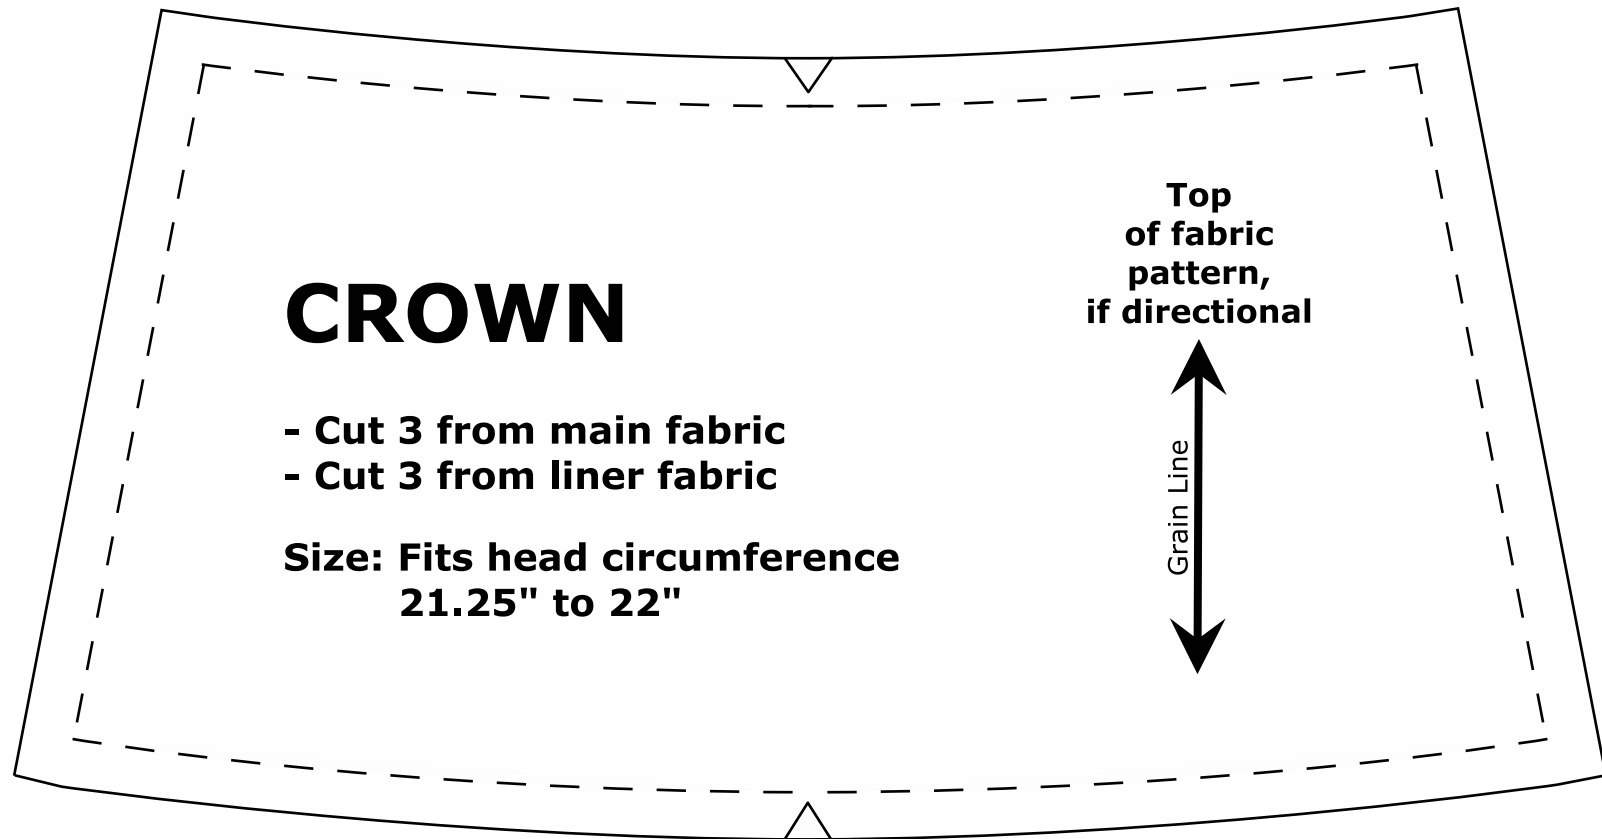 Top
of fabric
pattern,
if directional
CROWN
- Cut 3 from main fabric
- Cut 3 from liner fabric
Grain Line
Size: Fits head circumference
21.25" to 22"